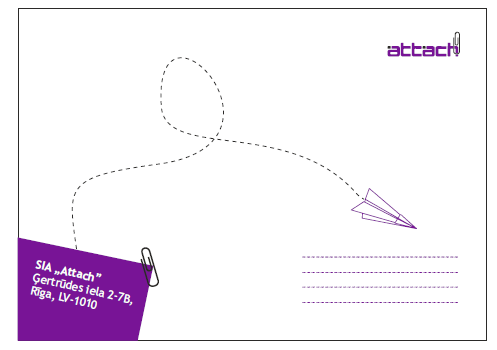 attach
SIA „Attach”
Ģertrūdes iela 2-7B,
Rīga, LV-1010